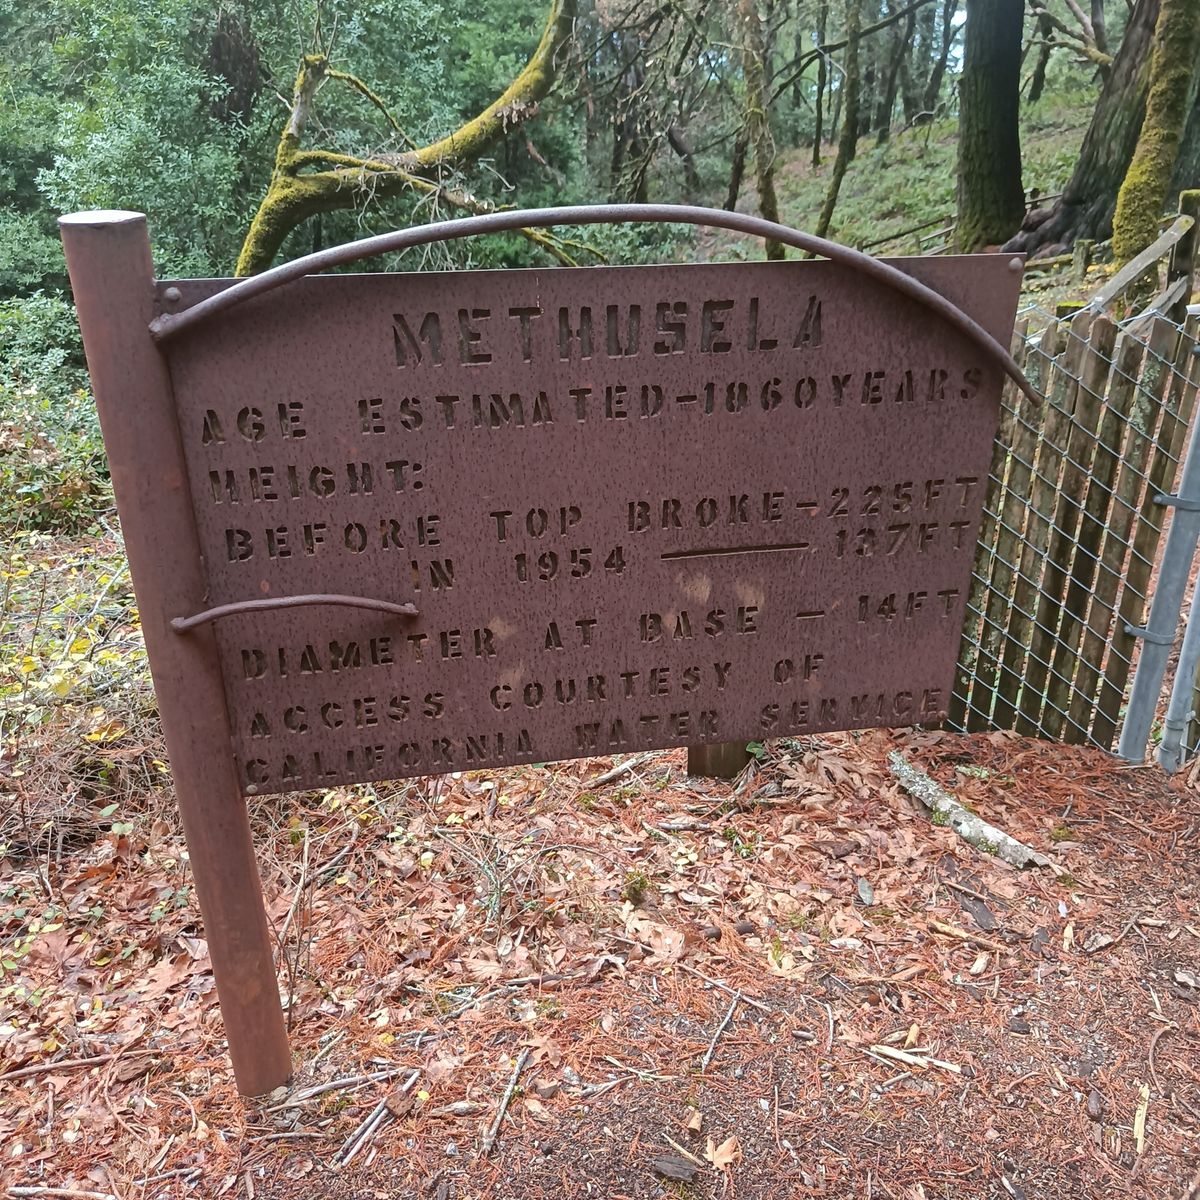 METHUSELA
AGE ESTIMATED-1860YEARS
HEIGHT:
BEFORE TOP BROKE-225FT
IN 1954 — 137FT
DIAMETER AT BASE - 14FT
ACCESS COURTESY OF
CALIFORNIA WATER SERVICE